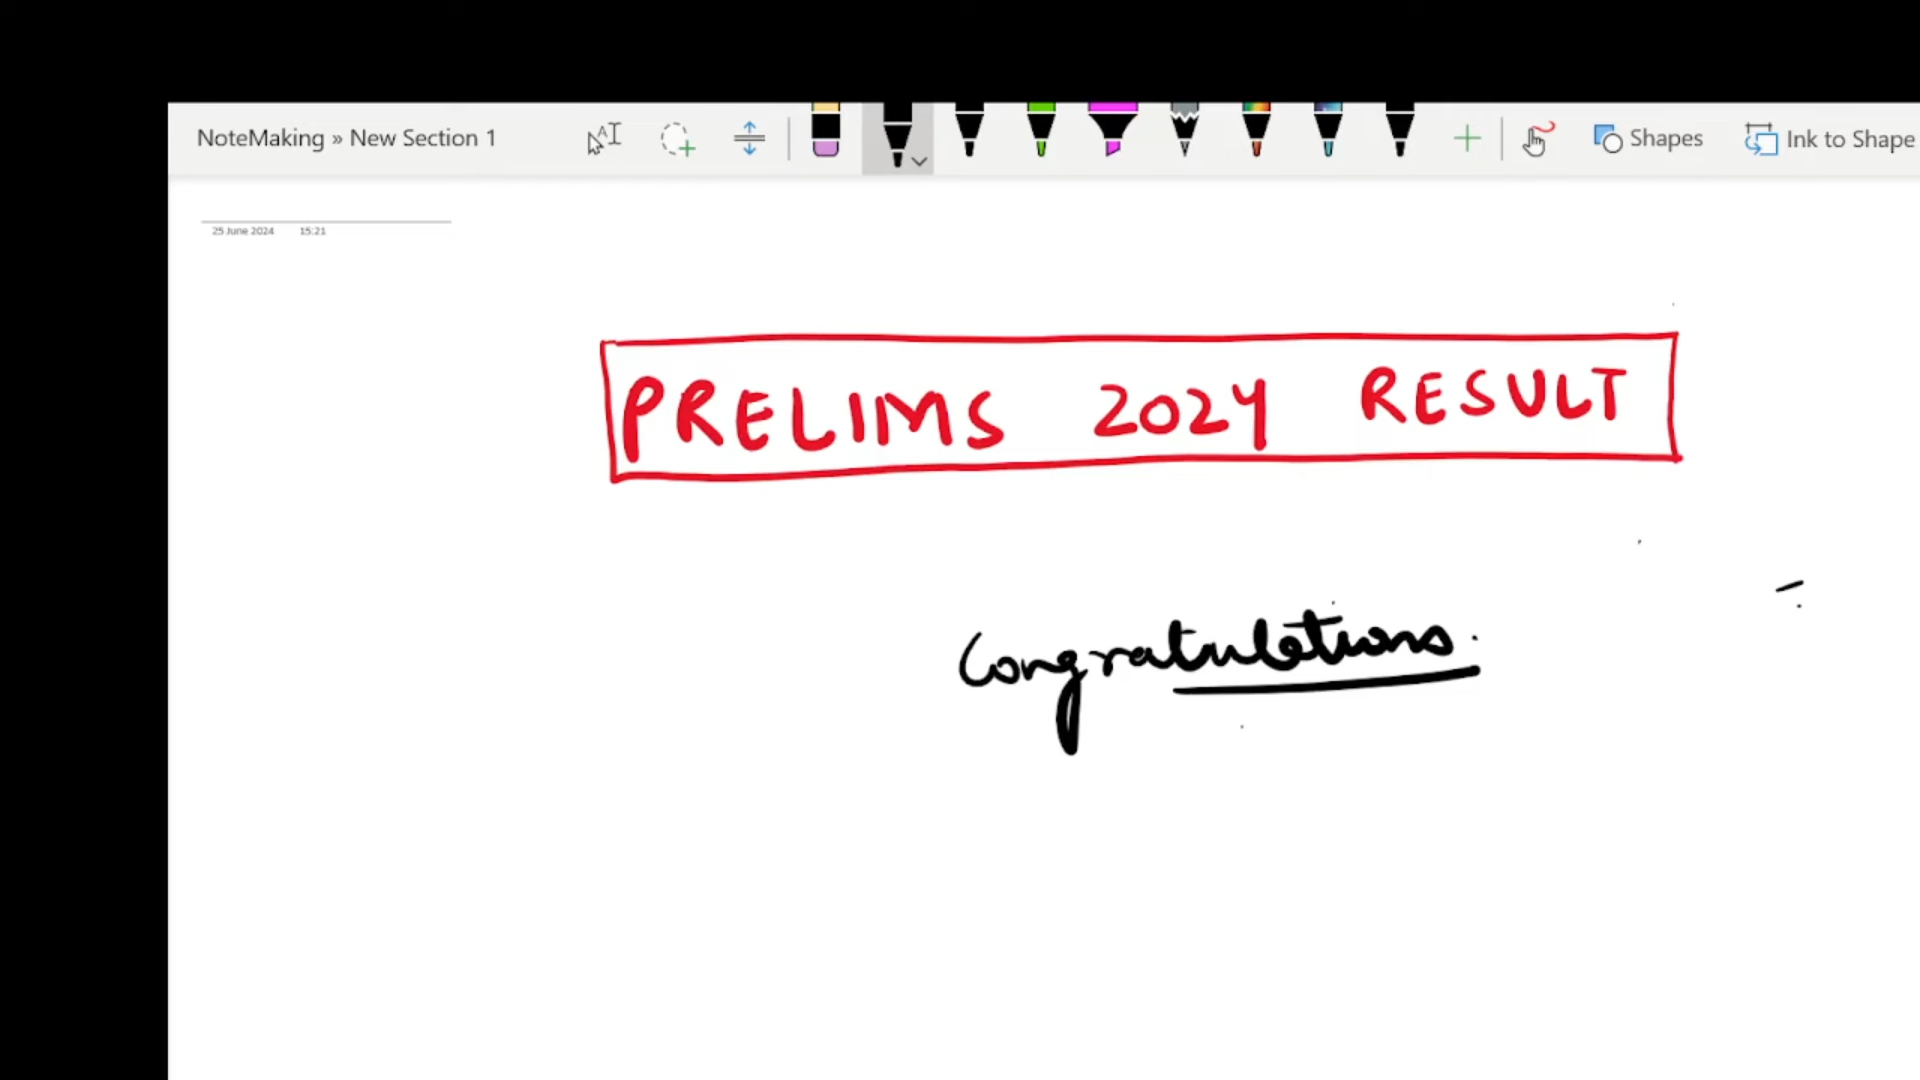 NoteMaking » New Section 1
Shapes
Ink to Shape
25 June 2024 15:21
PRELIMS 2024 RESULT
Congratulations.